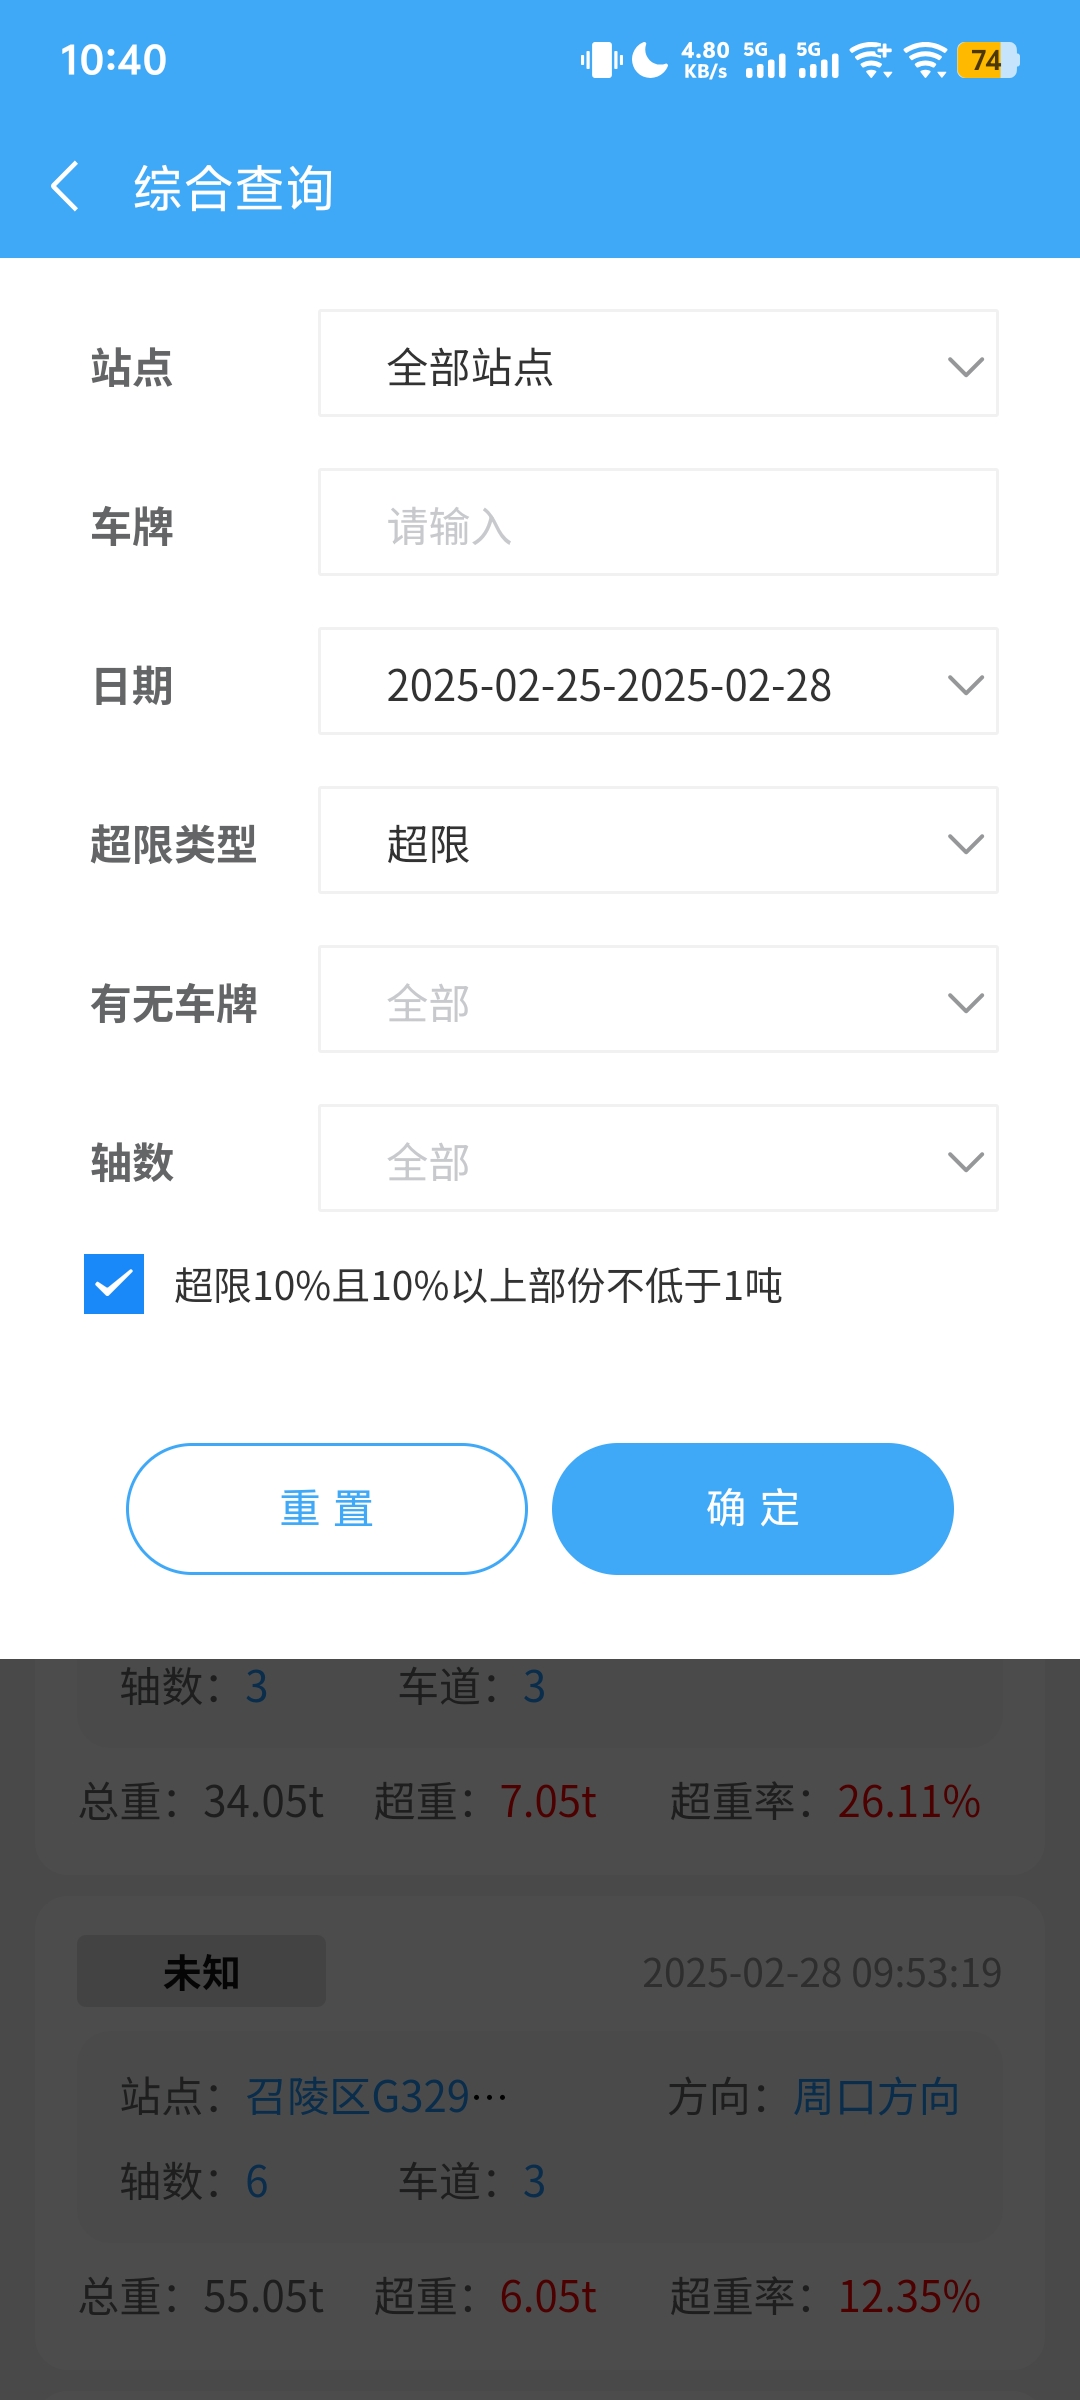 10:40 4.80 KB/s 5G 5G 74
综合查询
站点 全部站点
车牌 请输入
日期 2025-02-25-2025-02-28
超限类型 超限
有无车牌 全部
轴数 全部
超限10%且10%以上部份不低于1吨
重置 确定
轴数：3 车道：3
总重：34.05t 超重：7.05t 超重率：26.11%
未知 2025-02-28 09:53:19
站点：召陵区G329… 方向：周口方向
轴数：6 车道：3
总重：55.05t 超重：6.05t 超重率：12.35%